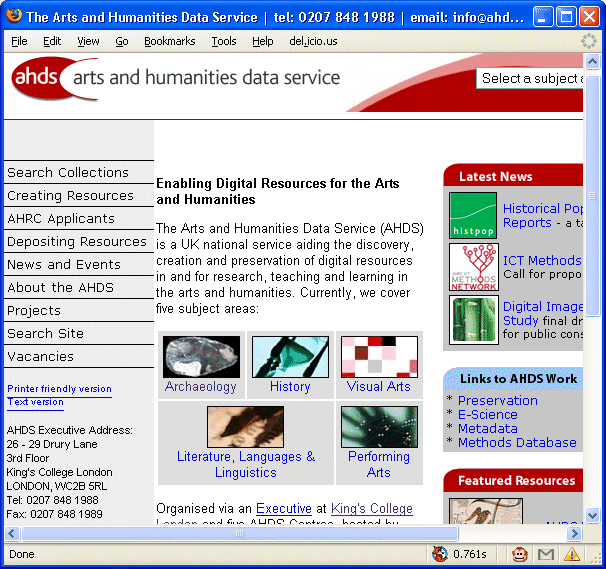 The Arts and Humanities Data Service | tel: 0207 848 1988 | email: info@ahd...
File Edit View Go Bookmarks Tools Help del.icio.us
ahds arts and humanities data service
Select a subject a
Search Collections
Creating Resources
AHRC Applicants
Depositing Resources
News and Events
About the AHDS
Projects
Search Site
Vacancies
Printer friendly version
Text version
AHDS Executive Address:
26 - 29 Drury Lane
3rd Floor
King's College London
LONDON, WC2B 5RL
Tel: 0207 848 1988
Fax: 0207 848 1989
Enabling Digital Resources for the Arts
and Humanities
The Arts and Humanities Data Service (AHDS)
is a UK national service aiding the discovery,
creation and preservation of digital resources
in and for research, teaching and learning in
the arts and humanities. Currently, we cover
five subject areas:
Archaeology
History
Visual Arts
Literature, Languages &
Linguistics
Performing
Arts
Organised via an Executive at King's College
London and five AHDS Centres, hosted by
Latest News
histpop
Historical Pop
Reports - a ta
AHRC ICT
METHODS
NETWORK
ICT Methods
Call for propo
Digital Image
Study final dr
for public cons
Links to AHDS Work
* Preservation
* E-Science
* Metadata
* Methods Database
Featured Resources
Done
0.761s